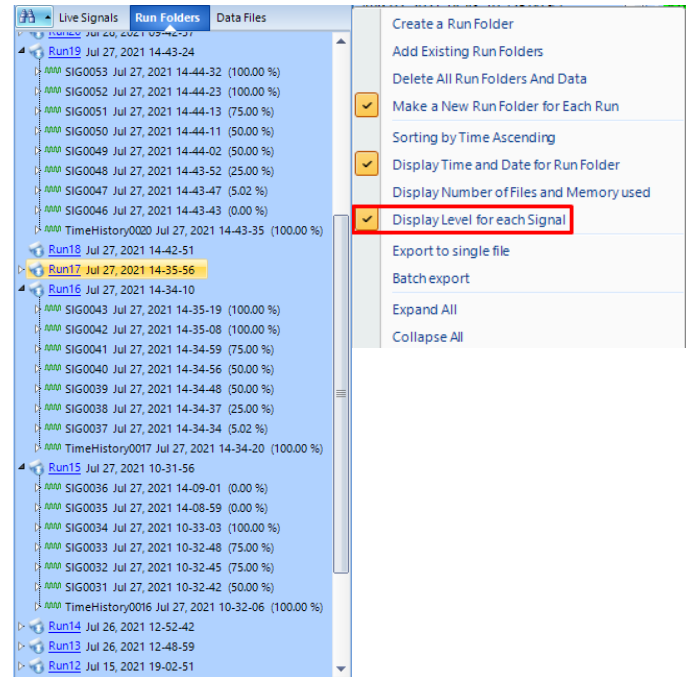 Live Signals Run Folders Data Files
Run20 Jul 26, 2021 09-42-57
Run19 Jul 27, 2021 14-43-24
SIG0053 Jul 27, 2021 14-44-32 (100.00 %)
SIG0052 Jul 27, 2021 14-44-23 (100.00 %)
SIG0051 Jul 27, 2021 14-44-13 (75.00 %)
SIG0050 Jul 27, 2021 14-44-11 (50.00 %)
SIG0049 Jul 27, 2021 14-44-02 (50.00 %)
SIG0048 Jul 27, 2021 14-43-52 (25.00 %)
SIG0047 Jul 27, 2021 14-43-47 (5.02 %)
SIG0046 Jul 27, 2021 14-43-43 (0.00 %)
TimeHistory0020 Jul 27, 2021 14-43-35 (100.00 %)
Run18 Jul 27, 2021 14-42-51
Run17 Jul 27, 2021 14-35-56
Run16 Jul 27, 2021 14-34-10
SIG0043 Jul 27, 2021 14-35-19 (100.00 %)
SIG0042 Jul 27, 2021 14-35-08 (100.00 %)
SIG0041 Jul 27, 2021 14-34-59 (75.00 %)
SIG0040 Jul 27, 2021 14-34-56 (50.00 %)
SIG0039 Jul 27, 2021 14-34-48 (50.00 %)
SIG0038 Jul 27, 2021 14-34-37 (25.00 %)
SIG0037 Jul 27, 2021 14-34-34 (5.02 %)
TimeHistory0017 Jul 27, 2021 14-34-20 (100.00 %)
Run15 Jul 27, 2021 10-31-56
SIG0036 Jul 27, 2021 14-09-01 (0.00 %)
SIG0035 Jul 27, 2021 14-08-59 (0.00 %)
SIG0034 Jul 27, 2021 10-33-03 (100.00 %)
SIG0033 Jul 27, 2021 10-32-48 (75.00 %)
SIG0032 Jul 27, 2021 10-32-45 (75.00 %)
SIG0031 Jul 27, 2021 10-32-42 (50.00 %)
TimeHistory0016 Jul 27, 2021 10-32-06 (100.00 %)
Run14 Jul 26, 2021 12-52-42
Run13 Jul 26, 2021 12-48-59
Run12 Jul 15, 2021 19-02-51
Create a Run Folder
Add Existing Run Folders
Delete All Run Folders And Data
Make a New Run Folder for Each Run
Sorting by Time Ascending
Display Time and Date for Run Folder
Display Number of Files and Memory used
Display Level for each Signal
Export to single file
Batch export
Expand All
Collapse All